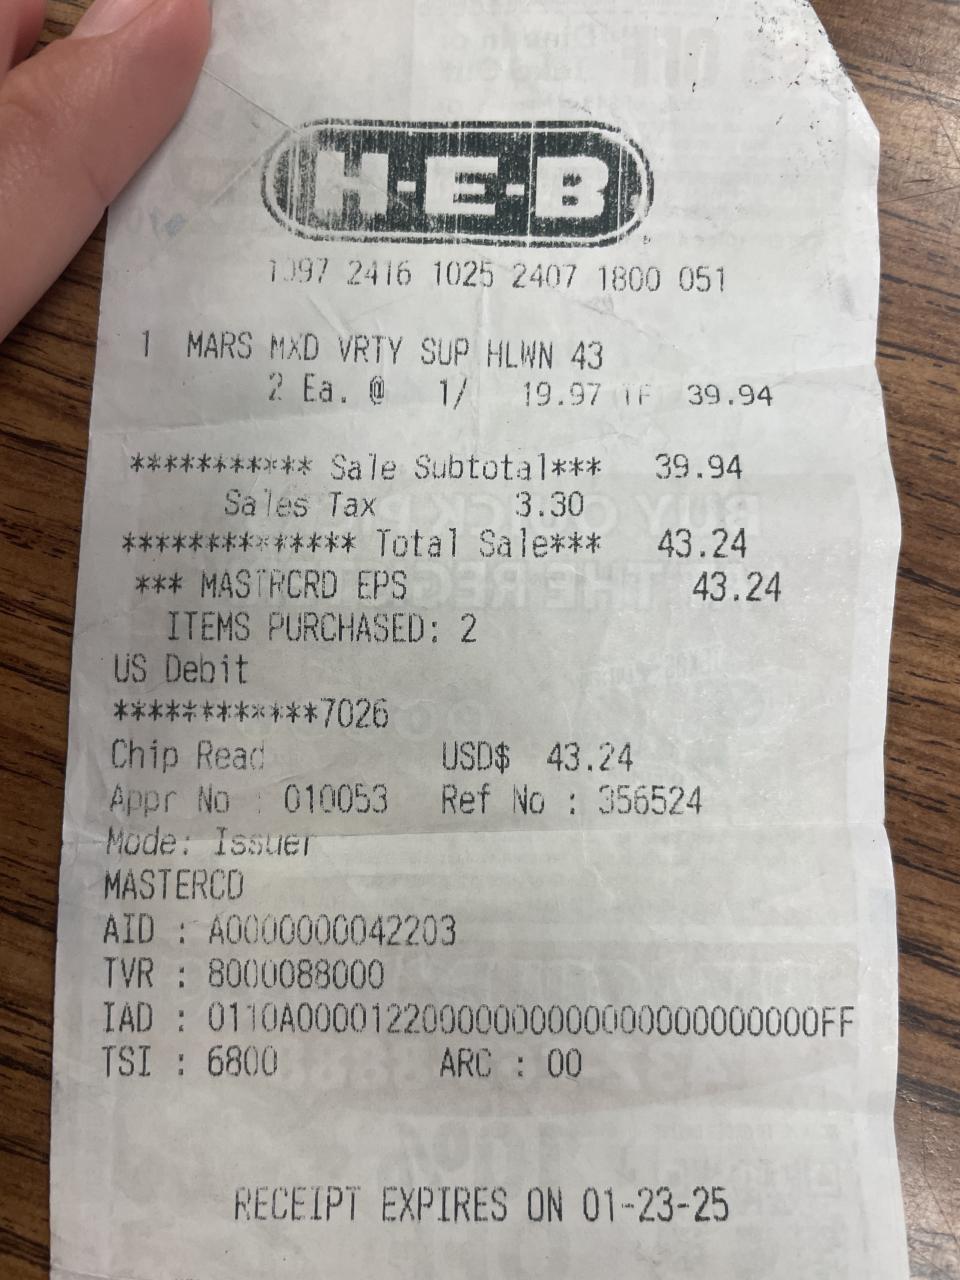 H-E-B
1097 2416 1025 2407 1800 051
1 MARS MXD VRTY SUP HLWN 43
2 Ea. @ 1/ 19.97 TF 39.94
*********** Sale Subtotal*** 39.94
Sales Tax 3.30
************** Total Sale*** 43.24
*** MASTRCRD EPS 43.24
ITEMS PURCHASED: 2
US Debit
************7026
Chip Read USD$ 43.24
Appr No : 010053 Ref No : 356524
Mode: Issuer
MASTERCD
AID : A0000000042203
TVR : 8000088000
IAD : 0110A00001220000000000000000000000FF
TSI : 6800 ARC : 00
RECEIPT EXPIRES ON 01-23-25